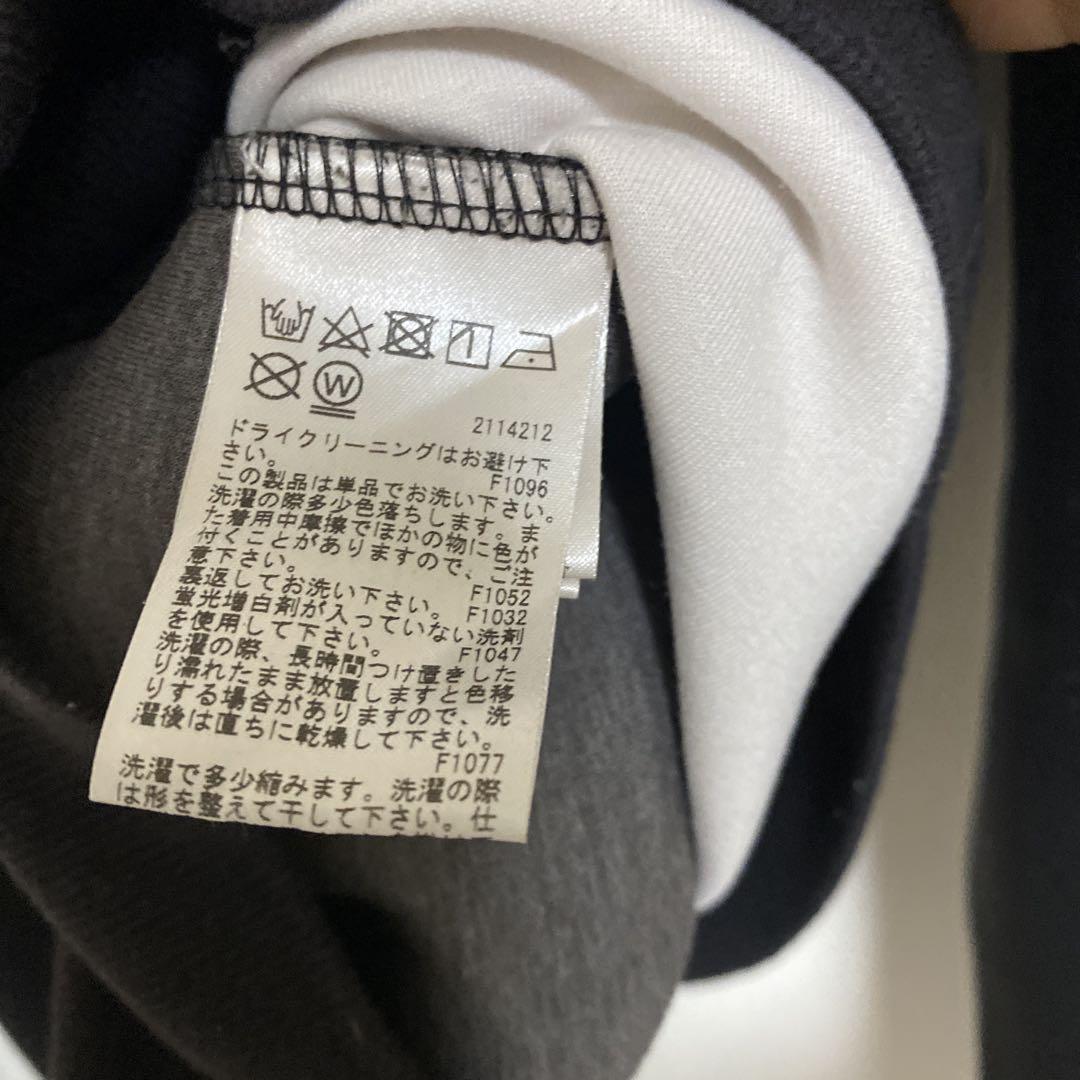 W
2114212
ドライクリーニングはお避け下
さい。
F1096
この製品は単品でお洗い下さい。
洗濯の際多少色落ちします。ま
た着用中摩擦でほかの物に色が
付くことがありますので、ご注
意下さい。
F1052
裏返してお洗い下さい。
F1032
蛍光増白剤が入っていない洗剤
を使用して下さい。
F1047
洗濯の際、長時間つけ置きした
り濡れたまま放置しますと色移
りする場合がありますので、洗
濯後は直ちに乾燥して下さい。
F1077
洗濯で多少縮みます。洗濯の際
は形を整えて干して下さい。仕